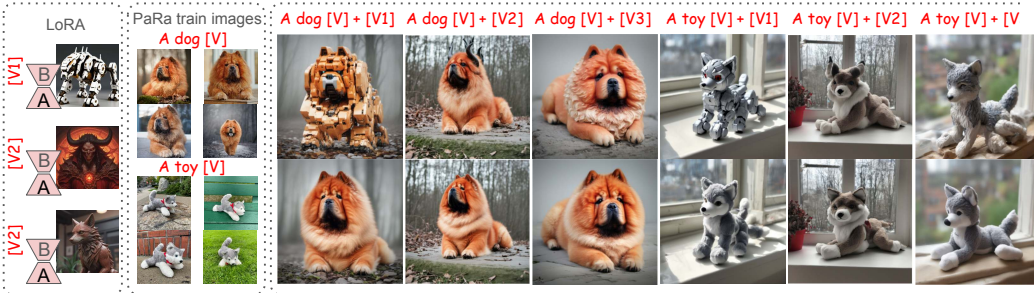 LoRA
[V1]
B
A
[V2]
B
A
[V2]
B
A
PaRa train images
A dog [V]
A toy [V]
A dog [V] + [V1]
A dog [V] + [V2]
A dog [V] + [V3]
A toy [V] + [V1]
A toy [V] + [V2]
A toy [V] + [V